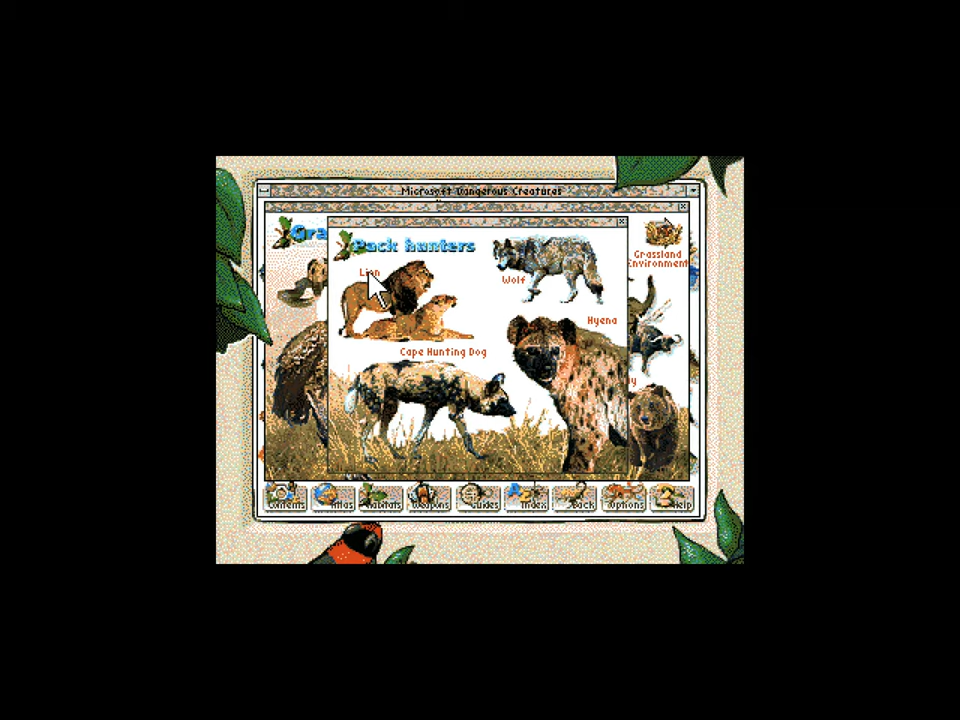 Microsoft Dangerous Creatures
Gra
Pack hunters
Grassland
Environment
Lion
Wolf
Hyena
Cape Hunting Dog
y
Contents
Atlas
Habitats
Weapons
Guides
Index
Back
Options
Help